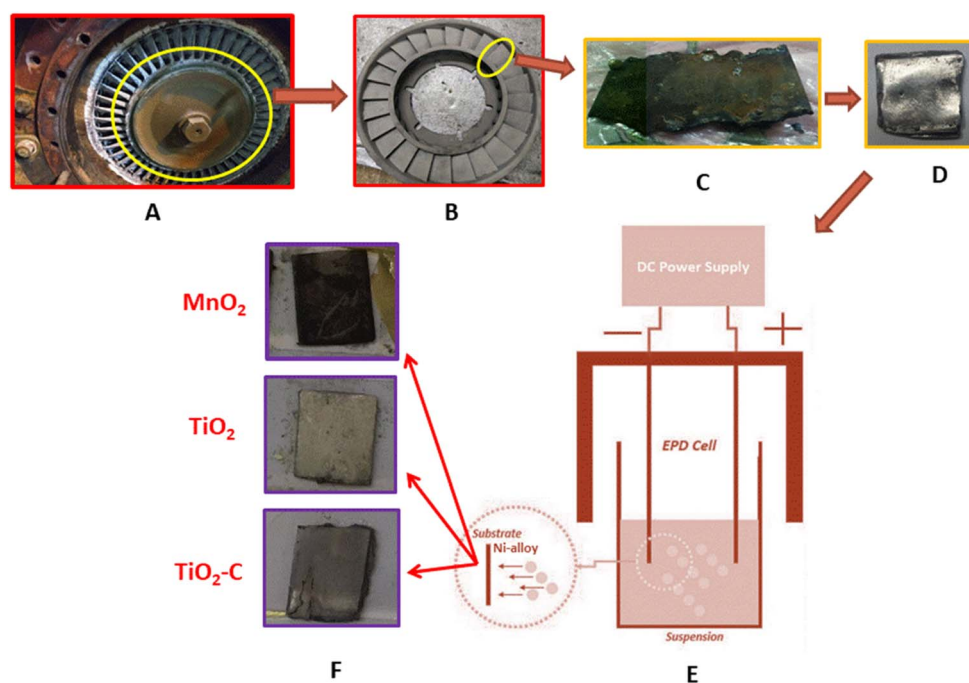 A
B
C
D
DC Power Supply
— +
MnO₂
TiO₂
EPD Cell
Substrate
Ni-alloy
TiO₂-C
Suspension
F
E